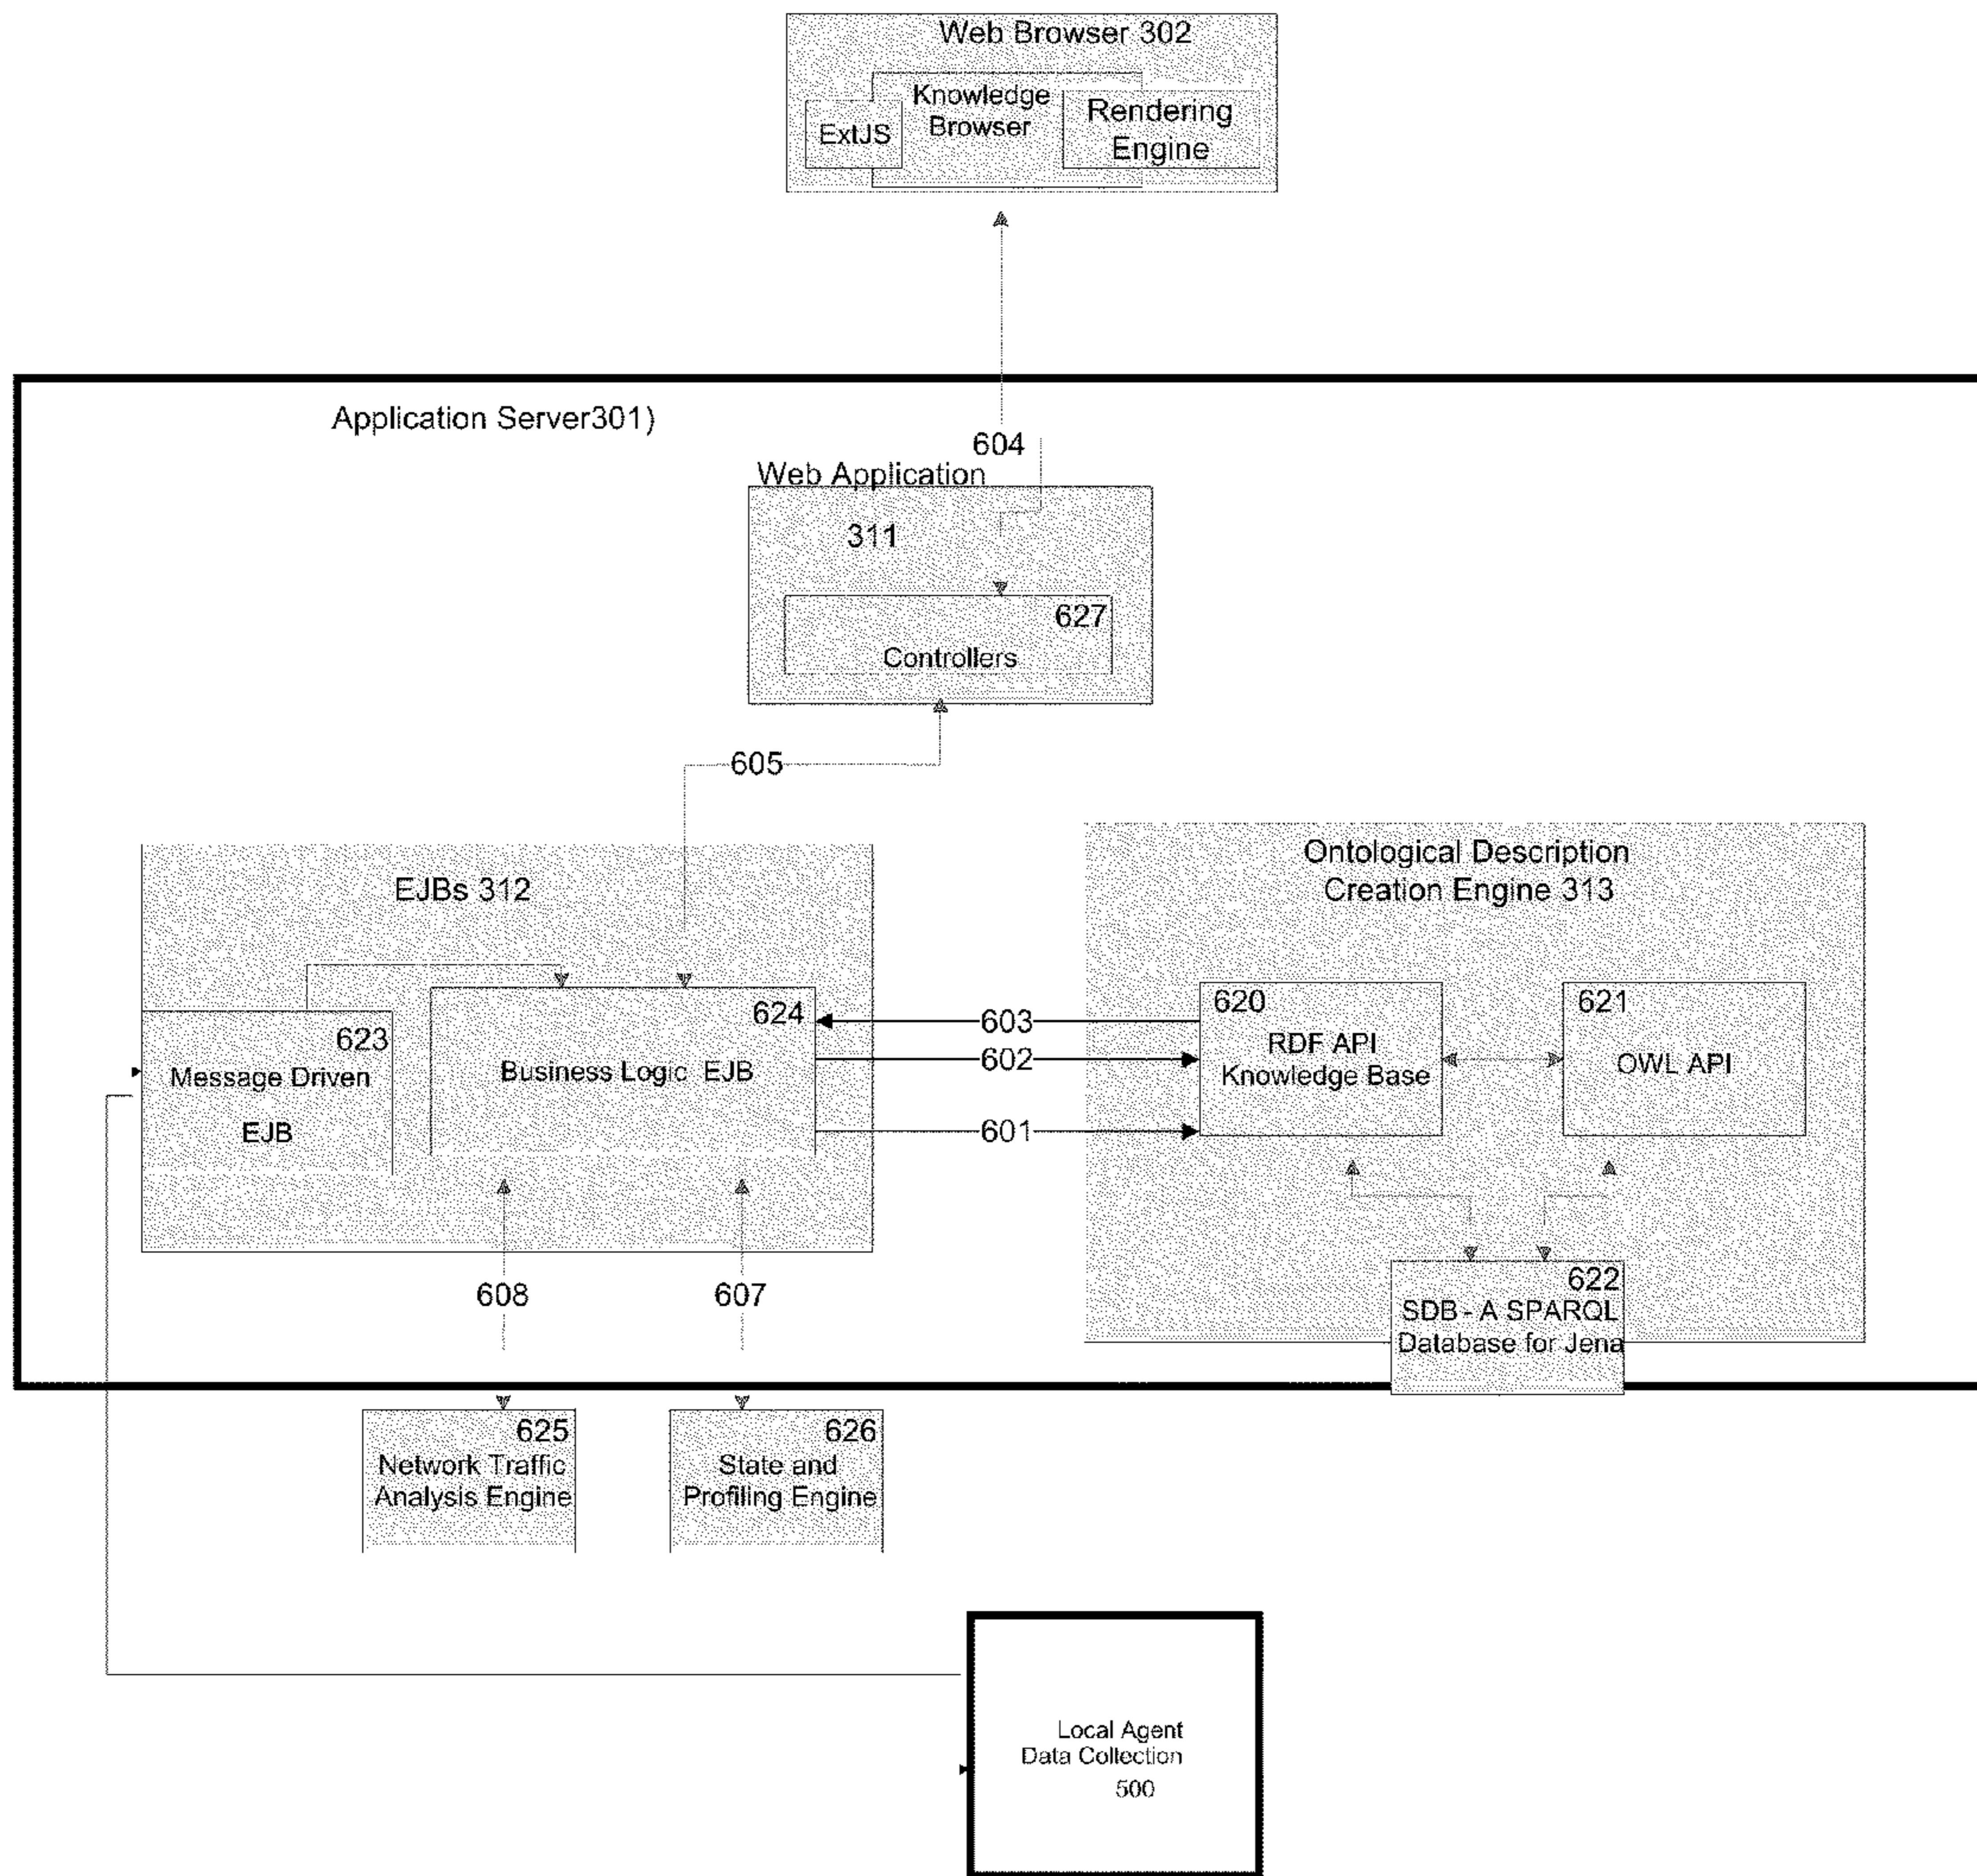 Web Browser 302
Knowledge
Browser
ExtJS
Rendering
Engine
Application Server301)
604
Web Application
311
627
Controllers
605
EJBs 312
Ontological Description
Creation Engine 313
623
Message Driven
EJB
624
Business Logic EJB
603
602
601
620
RDF API
Knowledge Base
621
OWL API
608
607
622
SDB - A SPARQL
Database for Jena
625
Network Traffic
Analysis Engine
626
State and
Profiling Engine
Local Agent
Data Collection
500